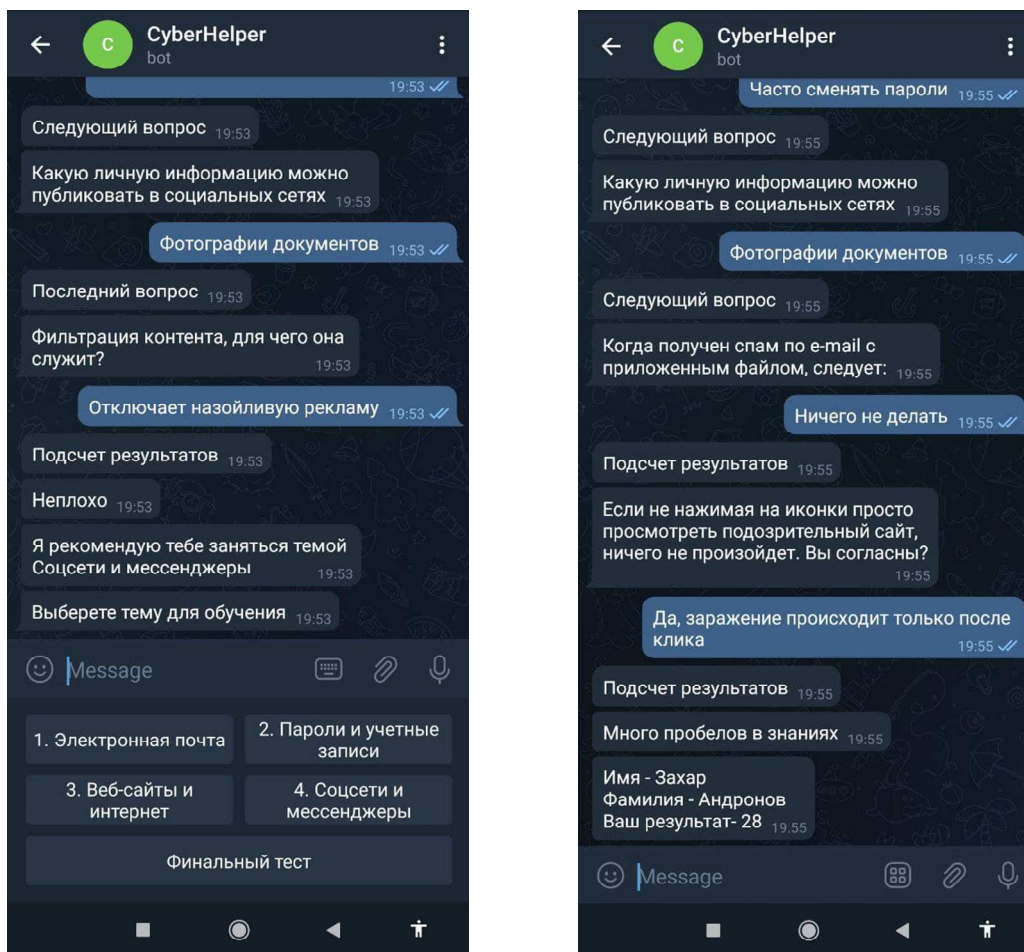 CyberHelper
bot
19:53
Следующий вопрос 19:53
Какую личную информацию можно
публиковать в социальных сетях 19:53
Фотографии документов 19:53
Последний вопрос 19:53
Фильтрация контента, для чего она
служит? 19:53
Отключает назойливую рекламу 19:53
Подсчет результатов 19:53
Неплохо 19:53
Я рекомендую тебе заняться темой
Соцсети и мессенджеры 19:53
Выберете тему для обучения 19:53
Message
1. Электронная почта
2. Пароли и учетные
записи
3. Веб-сайты и
интернет
4. Соцсети и
мессенджеры
Финальный тест
CyberHelper
bot
Часто сменять пароли 19:55
Следующий вопрос 19:55
Какую личную информацию можно
публиковать в социальных сетях 19:55
Фотографии документов 19:55
Следующий вопрос 19:55
Когда получен спам по e-mail с
приложенным файлом, следует: 19:55
Ничего не делать 19:55
Подсчет результатов 19:55
Если не нажимая на иконки просто
просмотреть подозрительный сайт,
ничего не произойдет. Вы согласны?
19:55
Да, заражение происходит только после
клика 19:55
Подсчет результатов 19:55
Много пробелов в знаниях 19:55
Имя - Захар
Фамилия - Андронов
Ваш результат- 28 19:55
Message